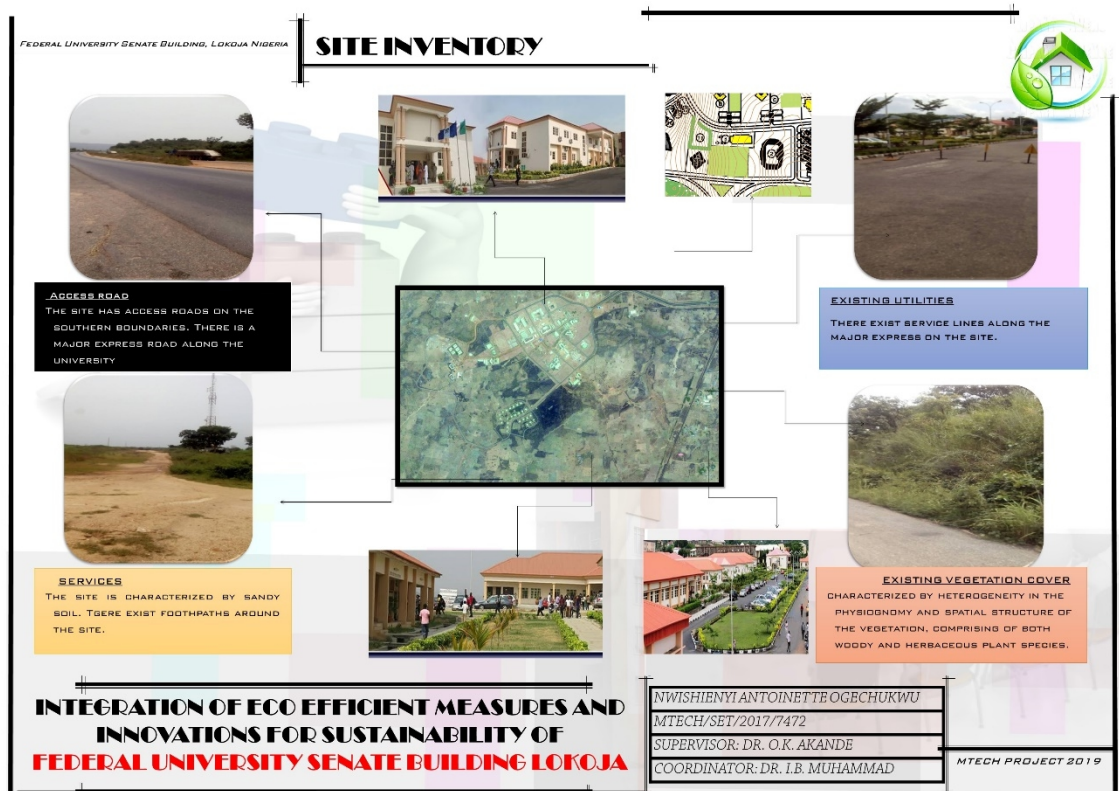 FEDERAL UNIVERSITY SENATE BUILDING, LOKOJA NIGERIA
SITE INVENTORY
ACCESS ROAD
THE SITE HAS ACCESS ROADS ON THE
SOUTHERN BOUNDARIES. THERE IS A
MAJOR EXPRESS ROAD ALONG THE
UNIVERSITY
EXISTING UTILITIES
THERE EXIST SERVICE LINES ALONG THE
MAJOR EXPRESS ON THE SITE.
SERVICES
THE SITE IS CHARACTERIZED BY SANDY
SOIL. TGERE EXIST FOOTHPATHS AROUND
THE SITE.
EXISTING VEGETATION COVER
CHARACTERIZED BY HETEROGENEITY IN THE
PHYSIOGNOMY AND SPATIAL STRUCTURE OF
THE VEGETATION, COMPRISING OF BOTH
WOODY AND HERBACEOUS PLANT SPECIES.
INTEGRATION OF ECO EFFICIENT MEASURES AND
INNOVATIONS FOR SUSTAINABILITY OF
FEDERAL UNIVERSITY SENATE BUILDING LOKOJA
NWISHIENYI ANTOINETTE OGECHUKWU
MTECH/SET/2017/7472
SUPERVISOR: DR. O.K. AKANDE
COORDINATOR: DR. I.B. MUHAMMAD
MTECH PROJECT 2019